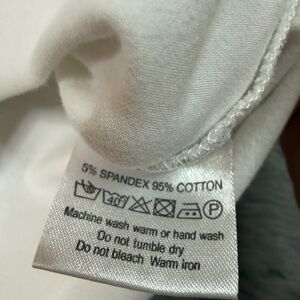 5% SPANDEX 95% COTTON
40°
P
Machine wash warm or hand wash
Do not tumble dry
Do not bleach Warm iron